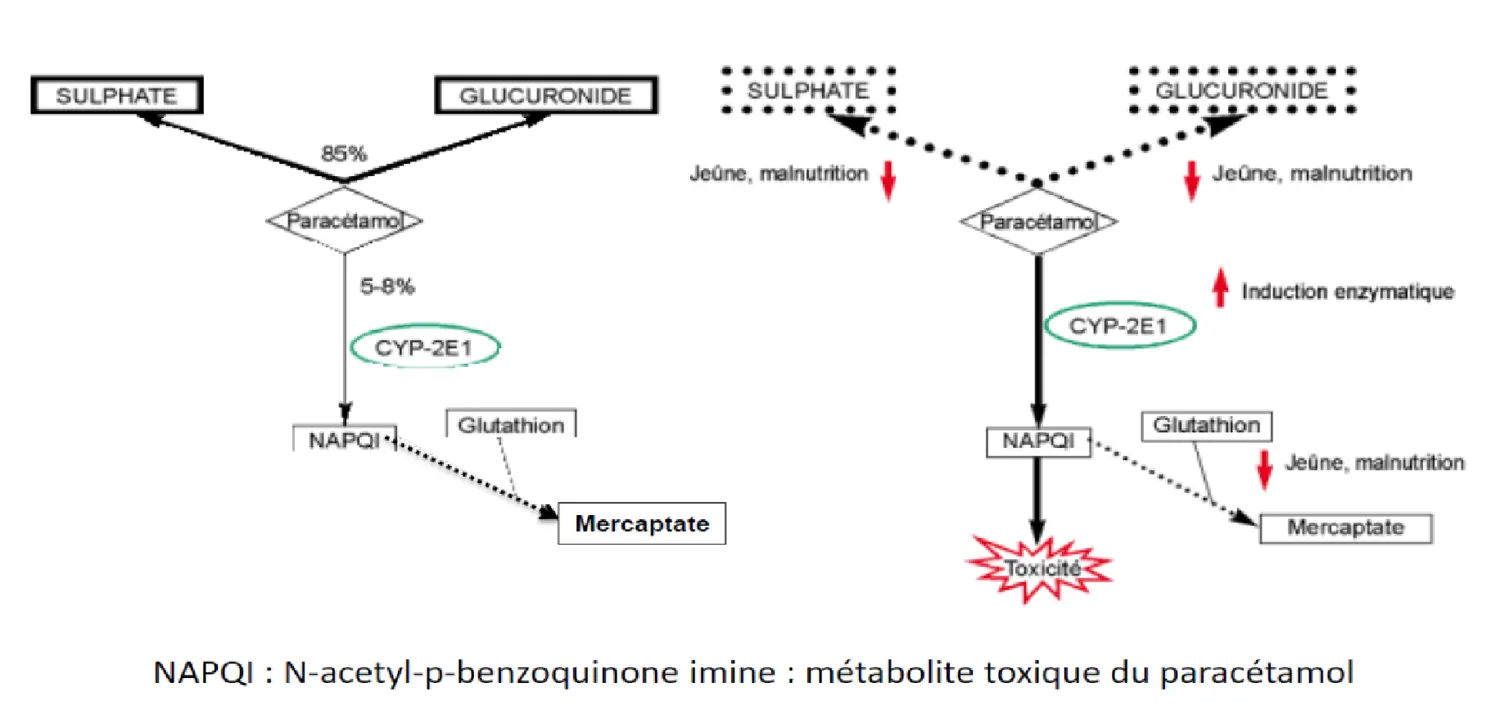 SULPHATE
GLUCURONIDE
85%
Paracétamol
5-8%
CYP-2E1
NAPQI
Glutathion
Mercaptate
SULPHATE
GLUCURONIDE
Jeûne, malnutrition
Jeûne, malnutrition
Paracétamol
Induction enzymatique
CYP-2E1
NAPQI
Glutathion
Jeûne, malnutrition
Mercaptate
Toxicité
NAPQI : N-acetyl-p-benzoquinone imine : métabolite toxique du paracétamol